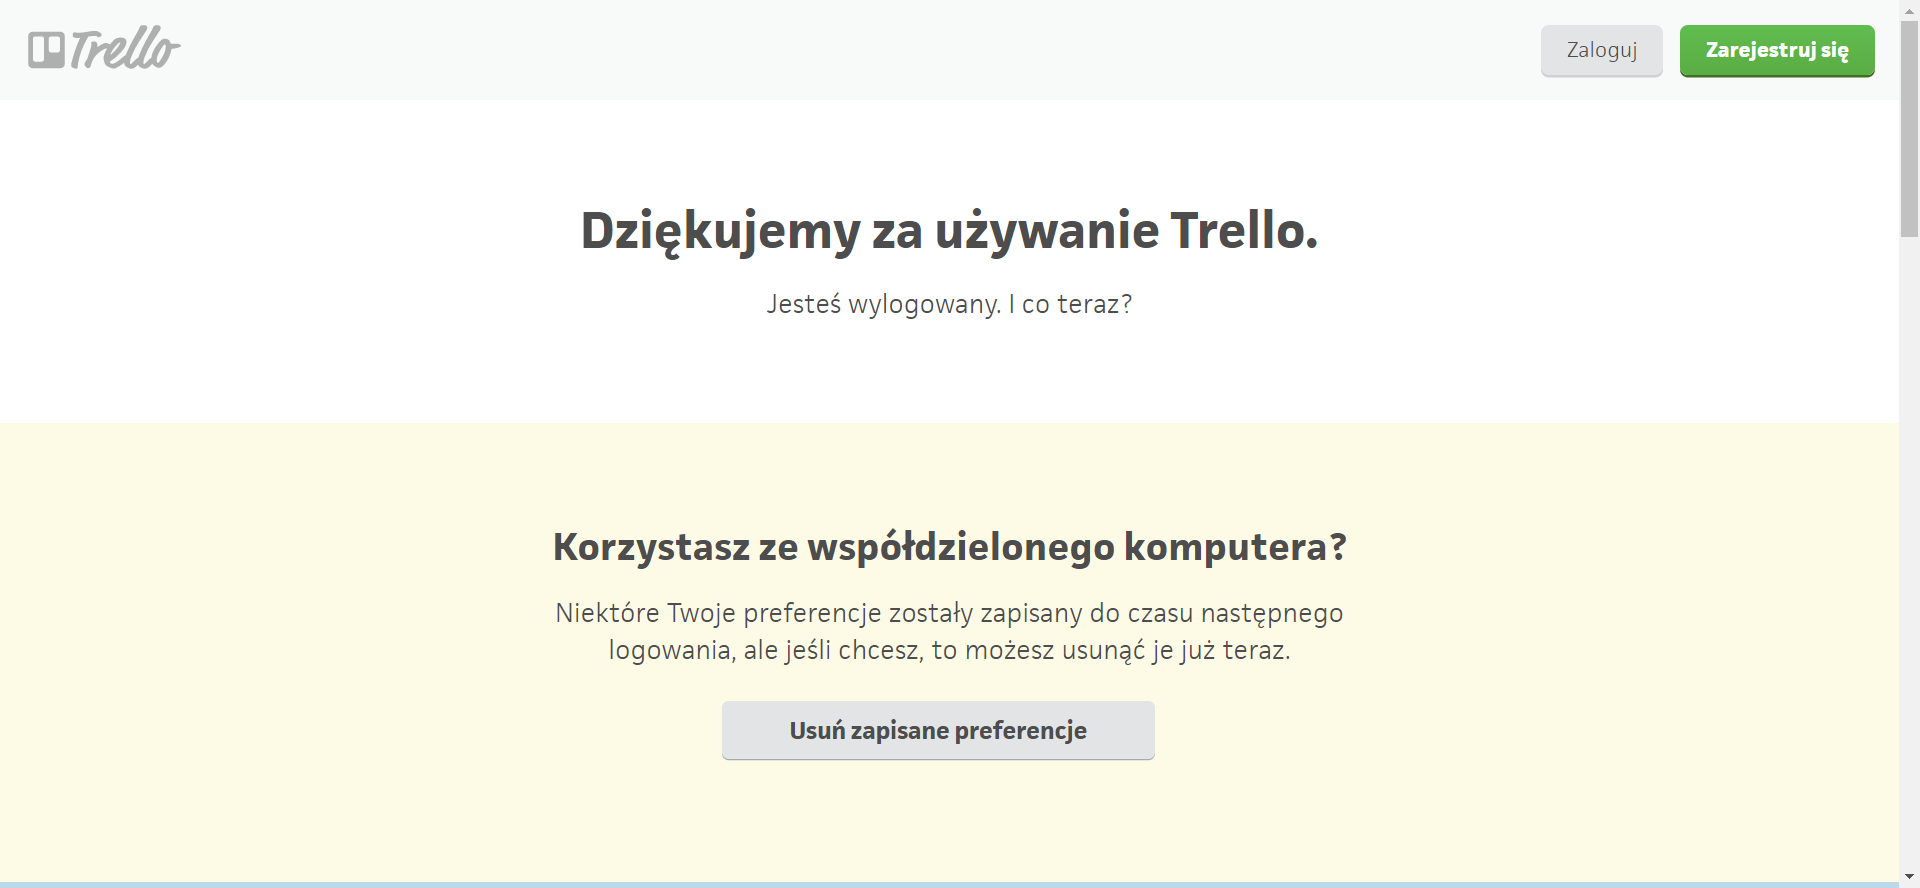 Trello
Zaloguj
Zarejestruj się
Dziękujemy za używanie Trello.
Jesteś wylogowany. I co teraz?
Korzystasz ze współdzielonego komputera?
Niektóre Twoje preferencje zostały zapisany do czasu następnego
logowania, ale jeśli chcesz, to możesz usunąć je już teraz.
Usuń zapisane preferencje